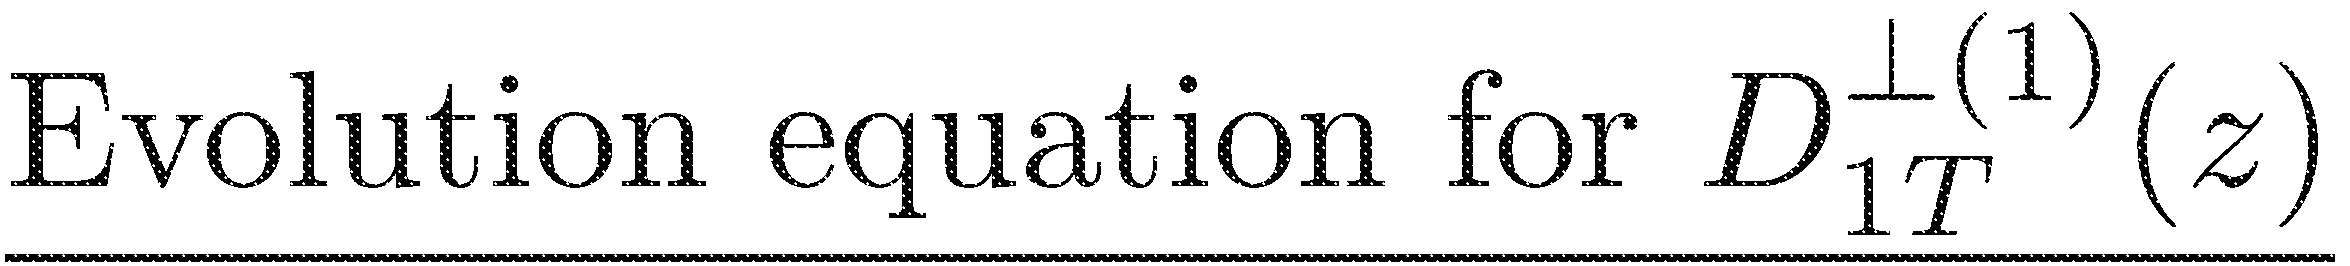 Evolution equation for $D_{1T}^{\perp(1)}(z)$